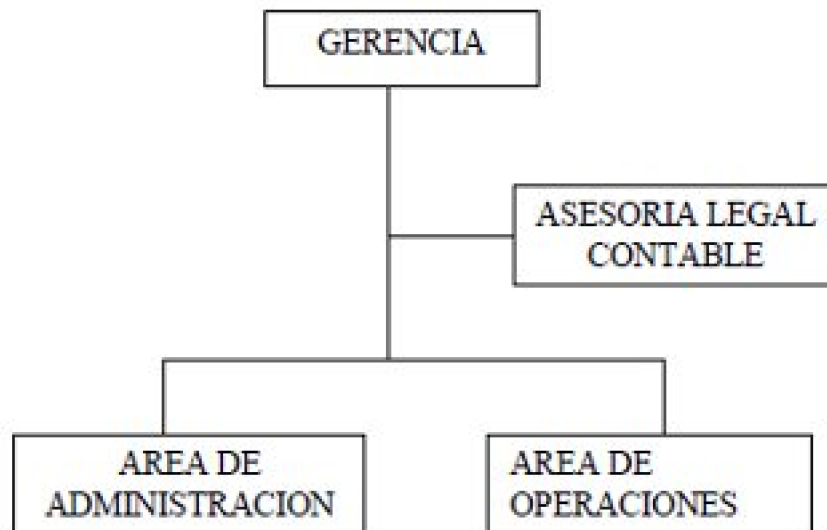 GERENCIA
ASESORIA LEGAL
CONTABLE
AREA DE
ADMINISTRACION
AREA DE
OPERACIONES